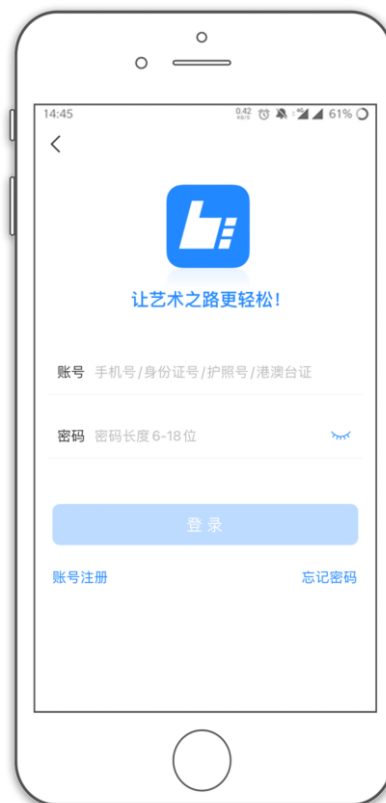 14:45 0.42 KB/S 4G 61%
让艺术之路更轻松！
账号 手机号/身份证号/护照号/港澳台证
密码 密码长度6-18位
登录
账号注册 忘记密码